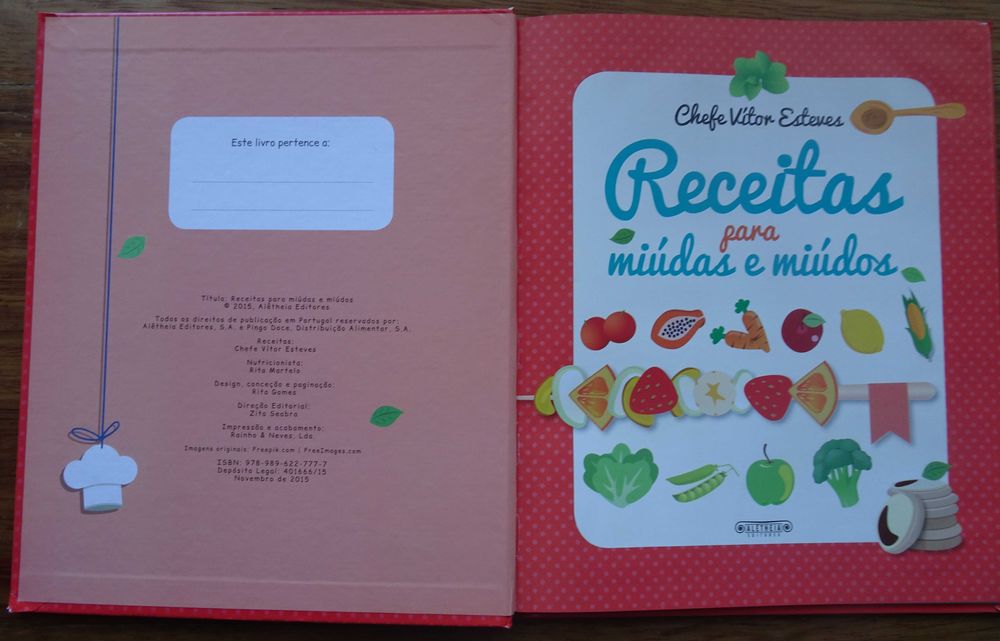 Este livro pertence a:
Título: Receitas para miúdas e miúdos
© 2015, Alêtheia Editores
Todos os direitos de publicação em Portugal reservados por:
Alêtheia Editores, S.A. e Pingo Doce, Distribuição Alimentar, S.A.
Receitas:
Chefe Vítor Esteves
Nutricionista:
Rita Martelo
Design, conceção e paginação:
Rita Gomes
Direção Editorial:
Zita Seabra
Impressão e acabamento:
Rainho & Neves, Lda.
Imagens originais: Freepik.com | FreeImages.com
ISBN: 978-989-622-777-7
Depósito Legal: 401666/15
Novembro de 2015
Chefe Vítor Esteves
Receitas
para
miúdas e miúdos
ALÊTHEIA
EDITORES